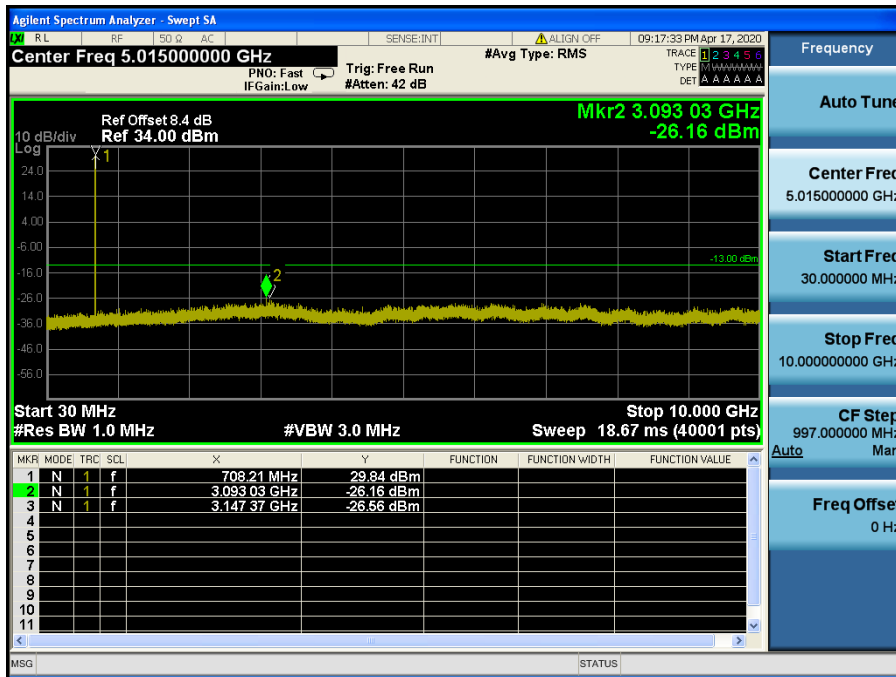 Agilent Spectrum Analyzer - Swept SA
LXI RL RF 50 Ω AC SENSE:INT ALIGN OFF 09:17:33 PM Apr 17, 2020
Center Freq 5.015000000 GHz
#Avg Type: RMS
TRACE 1 2 3 4 5 6
PNO: Fast Trig: Free Run
TYPE M WWWWW
IFGain:Low #Atten: 42 dB
DET A A A A A A
Mkr2 3.093 03 GHz
-26.16 dBm
Ref Offset 8.4 dB
10 dB/div Ref 34.00 dBm
Log
1
24.0
14.0
4.00
-6.00
-13.00 dBm
-16.0
2
-26.0
-36.0
-46.0
-56.0
Start 30 MHz Stop 10.000 GHz
#Res BW 1.0 MHz #VBW 3.0 MHz Sweep 18.67 ms (40001 pts)
MKR MODE TRC SCL X Y FUNCTION FUNCTION WIDTH FUNCTION VALUE
1 N 1 f 708.21 MHz 29.84 dBm
2 N 1 f 3.093 03 GHz -26.16 dBm
3 N 1 f 3.147 37 GHz -26.56 dBm
4
5
6
7
8
9
10
11
MSG STATUS
Frequency
Auto Tune
Center Freq
5.015000000 GHz
Start Freq
30.000000 MHz
Stop Freq
10.000000000 GHz
CF Step
997.000000 MHz
Auto Man
Freq Offset
0 Hz